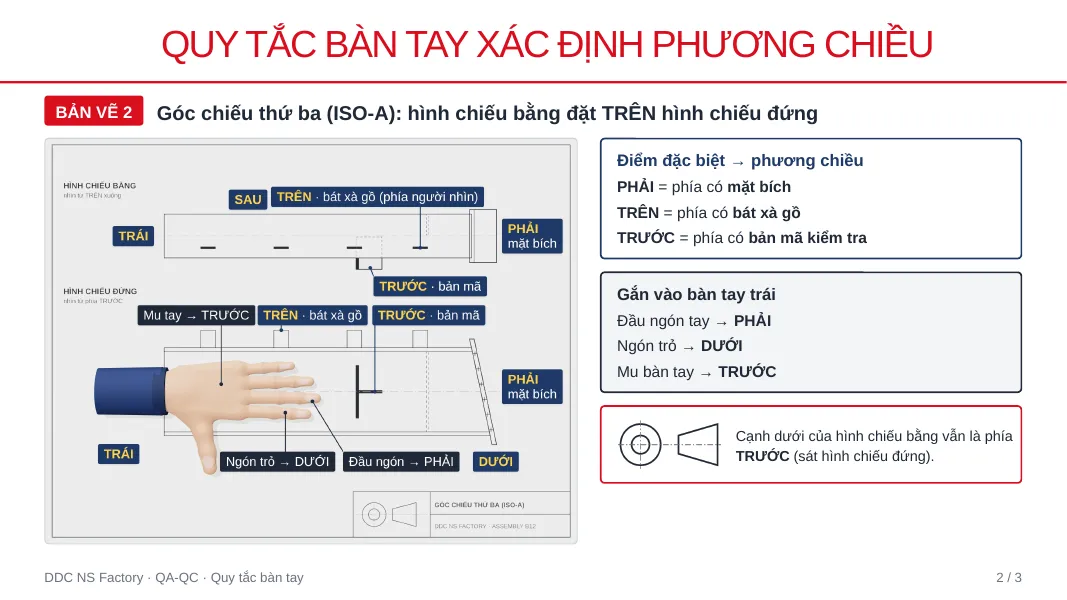 QUY TẮC BÀN TAY XÁC ĐỊNH PHƯƠNG CHIỀU
BẢN VẼ 2
Góc chiếu thứ ba (ISO-A): hình chiếu bằng đặt TRÊN hình chiếu đứng
HÌNH CHIẾU BẰNG
nhìn từ TRÊN xuống
SAU
TRÊN · bát xà gồ (phía người nhìn)
TRÁI
PHẢI
mặt bích
TRƯỚC · bản mã
HÌNH CHIẾU ĐỨNG
nhìn từ phía TRƯỚC
Mu tay → TRƯỚC
TRÊN · bát xà gồ
TRƯỚC · bản mã
PHẢI
mặt bích
TRÁI
Ngón trỏ → DƯỚI
Đầu ngón → PHẢI
DƯỚI
GÓC CHIẾU THỨ BA (ISO-A)
DDC NS FACTORY · ASSEMBLY B12
Điểm đặc biệt → phương chiều
PHẢI = phía có mặt bích
TRÊN = phía có bát xà gồ
TRƯỚC = phía có bản mã kiểm tra
Gắn vào bàn tay trái
Đầu ngón tay → PHẢI
Ngón trỏ → DƯỚI
Mu bàn tay → TRƯỚC
Cạnh dưới của hình chiếu bằng vẫn là phía
TRƯỚC (sát hình chiếu đứng).
DDC NS Factory · QA-QC · Quy tắc bàn tay
2 / 3